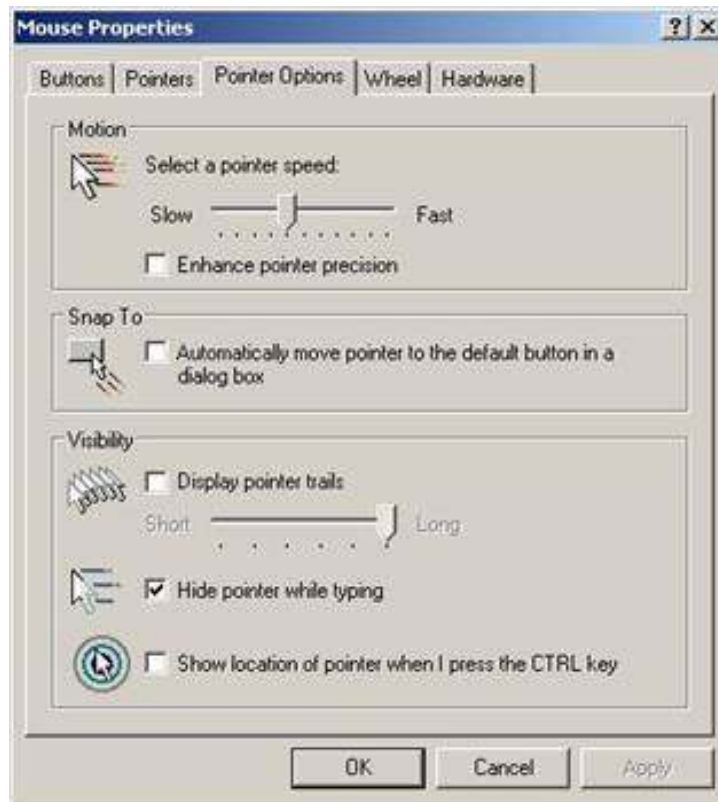 Mouse Properties
Buttons Pointers Pointer Options Wheel Hardware
Motion
Select a pointer speed:
Slow Fast
Enhance pointer precision
Snap To
Automatically move pointer to the default button in a
dialog box
Visibility
Display pointer trails
Short Long
Hide pointer while typing
Show location of pointer when I press the CTRL key
OK Cancel Apply